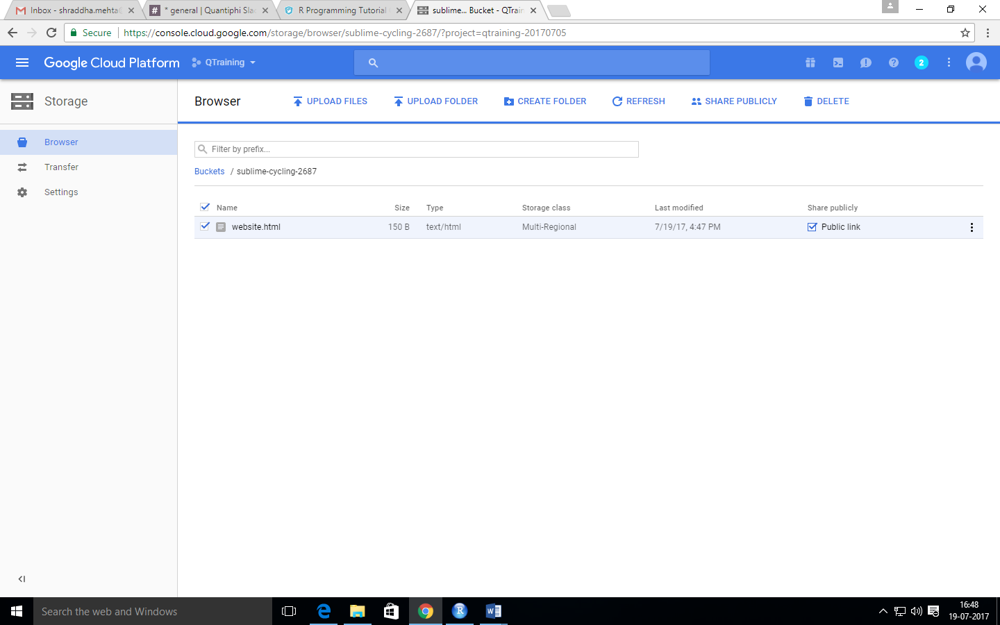 Inbox - shraddha.mehta@
* general | Quantiphi Sla
R Programming Tutorial
sublime... Bucket - QTrain
Secure
https://console.cloud.google.com/storage/browser/sublime-cycling-2687/?project=qtraining-20170705
Google Cloud Platform
QTraining
2
Storage
Browser
UPLOAD FILES
UPLOAD FOLDER
CREATE FOLDER
REFRESH
SHARE PUBLICLY
DELETE
Browser
Transfer
Settings
Filter by prefix...
Buckets / sublime-cycling-2687
Name Size Type Storage class Last modified Share publicly
website.html 150 B text/html Multi-Regional 7/19/17, 4:47 PM Public link
Search the web and Windows
16:48
19-07-2017